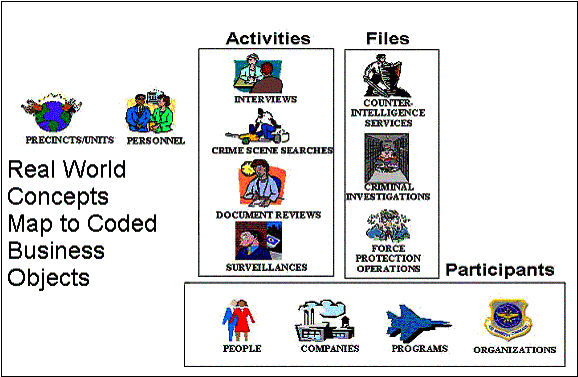 Activities
Files
INTERVIEWS
CRIME SCENE SEARCHES
DOCUMENT REVIEWS
SURVEILLANCES
COUNTER-
INTELLIGENCE
SERVICES
CRIMINAL
INVESTIGATIONS
FORCE
PROTECTION
OPERATIONS
PRECINCTS/UNITS
PERSONNEL
Real World
Concepts
Map to Coded
Business
Objects
Participants
PEOPLE
COMPANIES
PROGRAMS
ORGANIZATIONS